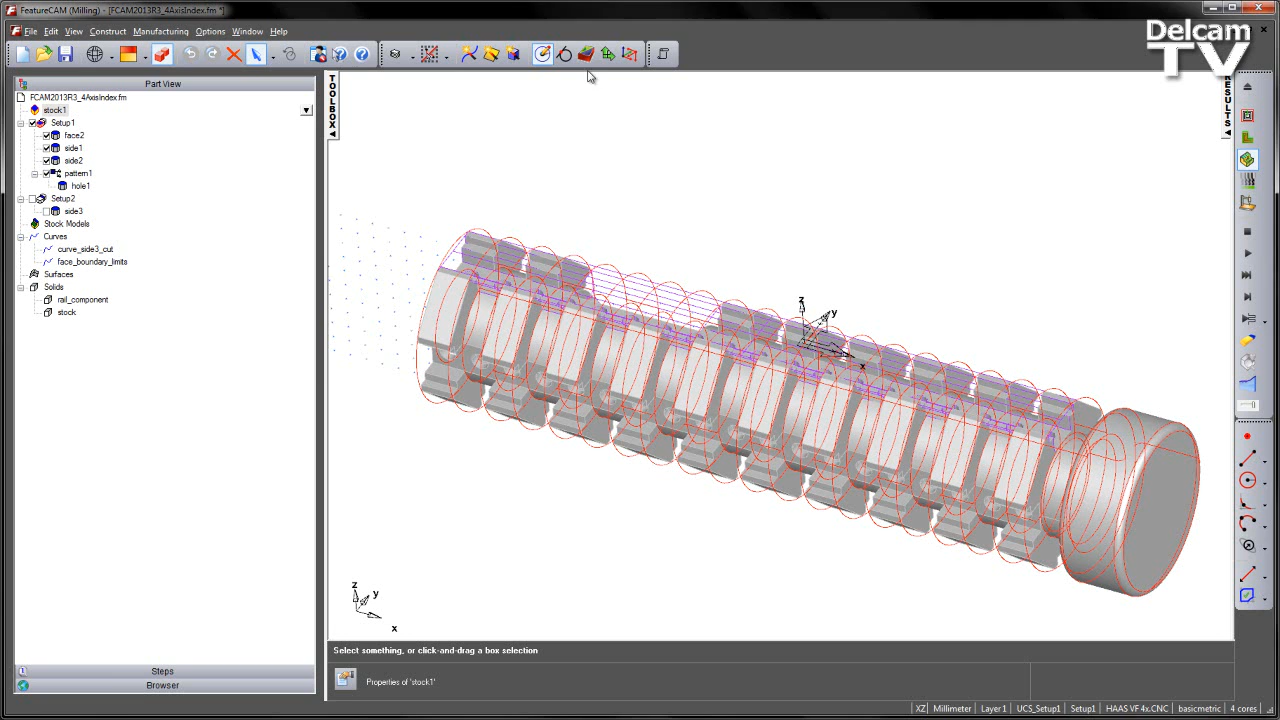 FeatureCAM (Milling) - [FCAM2013R3_4AxisIndex.fm *]
File Edit View Construct Manufacturing Options Window Help
Delcam
TV
Part View
FCAM2013R3_4AxisIndex.fm
stock1
Setup1
face2
side1
side2
pattern1
hole1
Setup2
side3
Stock Models
Curves
curve_side3_cut
face_boundary_limits
Surfaces
Solids
rail_component
stock
Steps
Browser
TOOLBOX
RESULTS
z
y
x
z
y
x
Select something, or click-and-drag a box selection
Properties of 'stock1'
XZ Millimeter Layer1 UCS_Setup1 Setup1 HAAS VF 4x.CNC basicmetric 4 cores